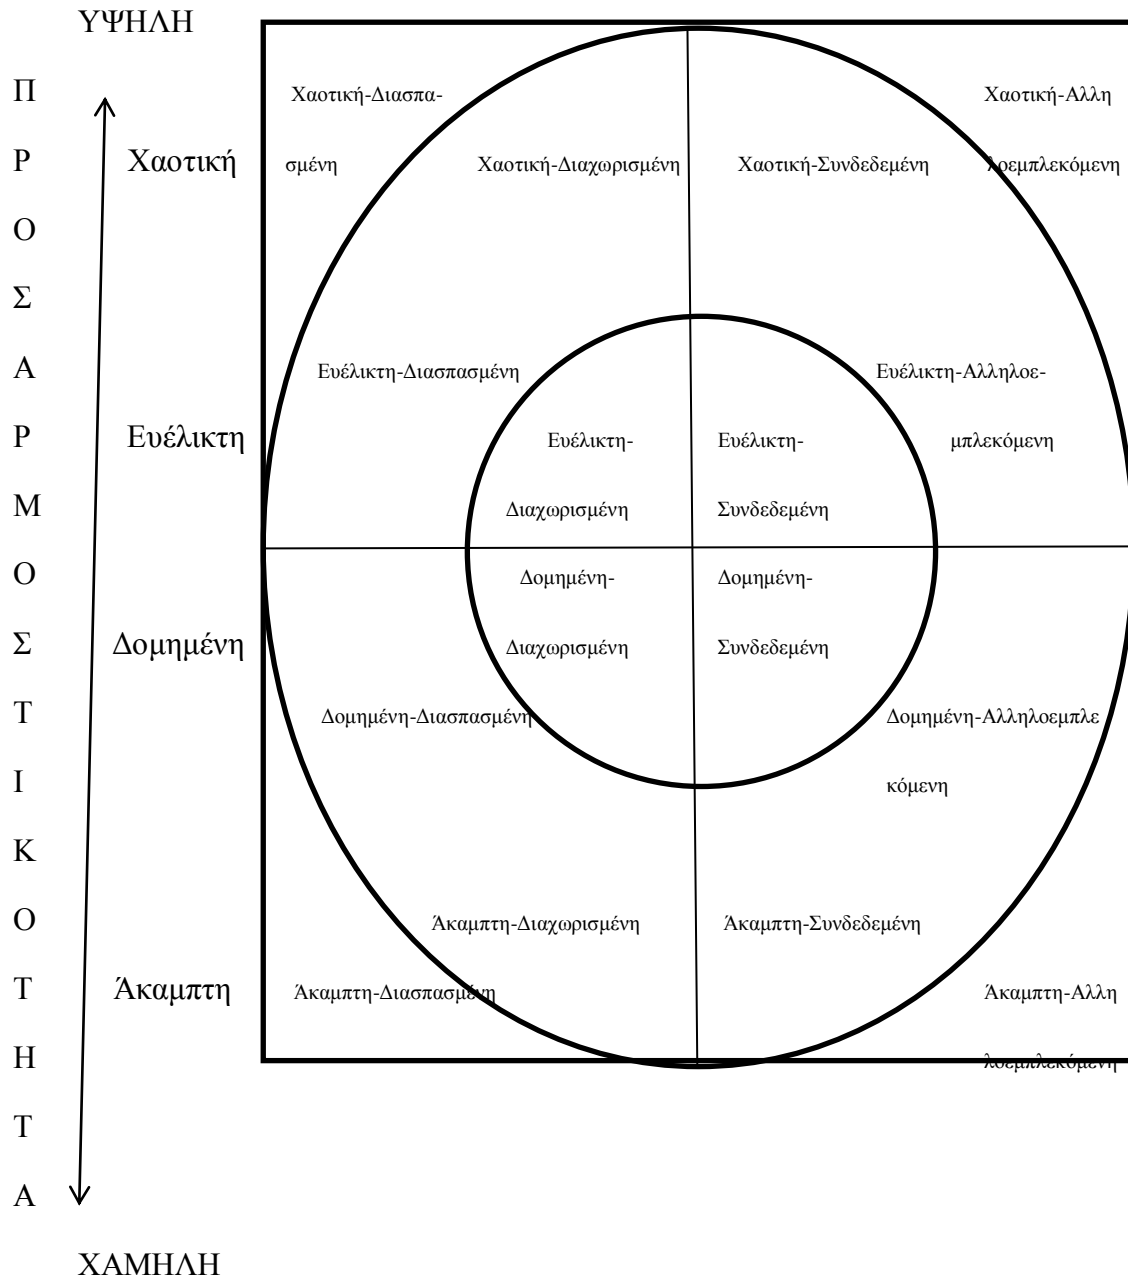 ΥΨΗΛΗ
Π Χαοτική-Διασπα- Χαοτική-Αλλη
Ρ Χαοτική σμένη Χαοτική-Διαχωρισμένη Χαοτική-Συνδεδεμένη λοεμπλεκόμενη
Ο
Σ
Α Ευέλικτη-Διασπασμένη Ευέλικτη-Αλληλοε-
Ρ Ευέλικτη Ευέλικτη- Ευέλικτη- μπλεκόμενη
Μ Διαχωρισμένη Συνδεδεμένη
Ο Δομημένη- Δομημένη-
Σ Δομημένη Διαχωρισμένη Συνδεδεμένη
Τ Δομημένη-Διασπασμένη Δομημένη-Αλληλοεμπλε
Ι κόμενη
Κ
Ο Άκαμπτη-Διαχωρισμένη Άκαμπτη-Συνδεδεμένη
Τ Άκαμπτη Άκαμπτη-Διασπασμένη Άκαμπτη-Αλλη
Η λοεμπλεκόμενη
Τ
Α
ΧΑΜΗΛΗ